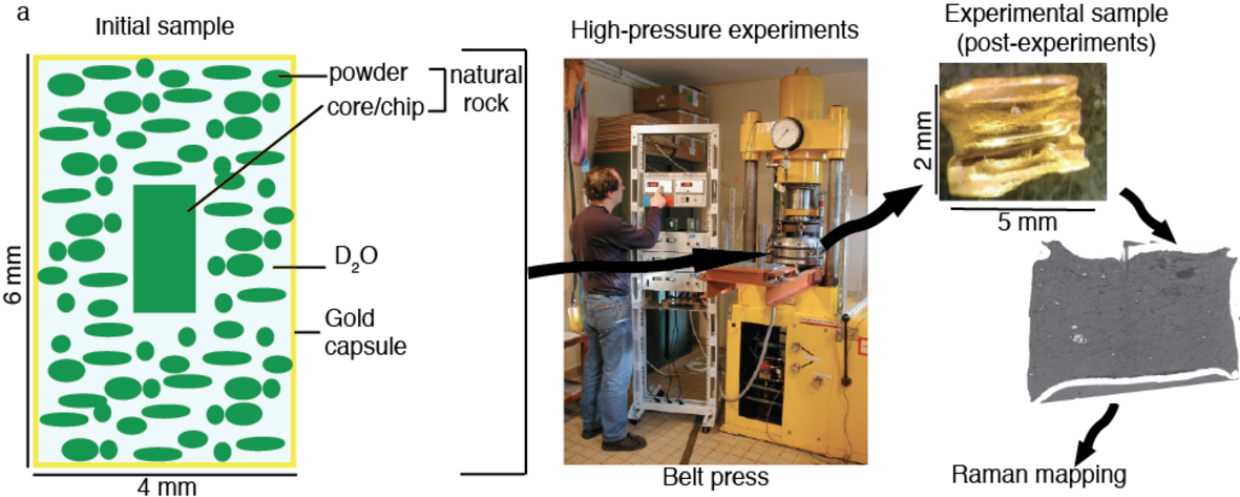 a
Initial sample
powder
core/chip
natural
rock
D₂O
Gold
capsule
6 mm
4 mm
High-pressure experiments
Belt press
Experimental sample
(post-experiments)
2 mm
5 mm
Raman mapping